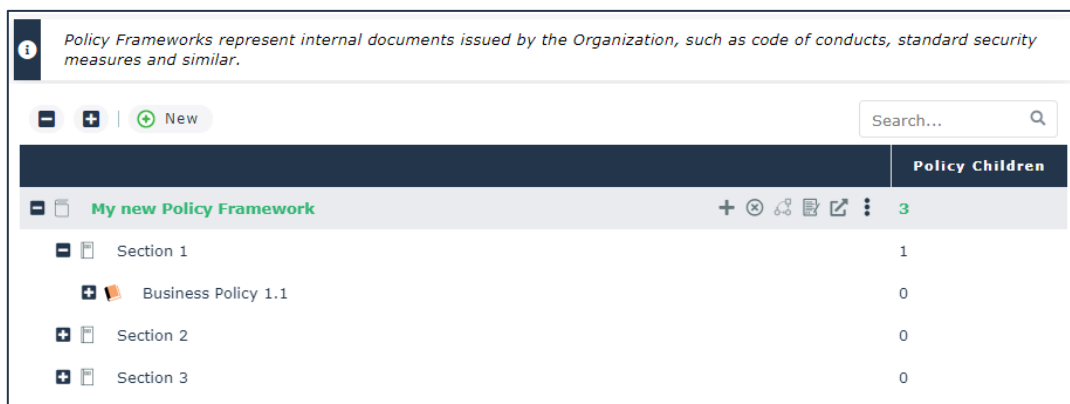 Policy Frameworks represent internal documents issued by the Organization, such as code of conducts, standard security
measures and similar.
New
Search...
Policy Children
My new Policy Framework 3
Section 1 1
Business Policy 1.1 0
Section 2 0
Section 3 0